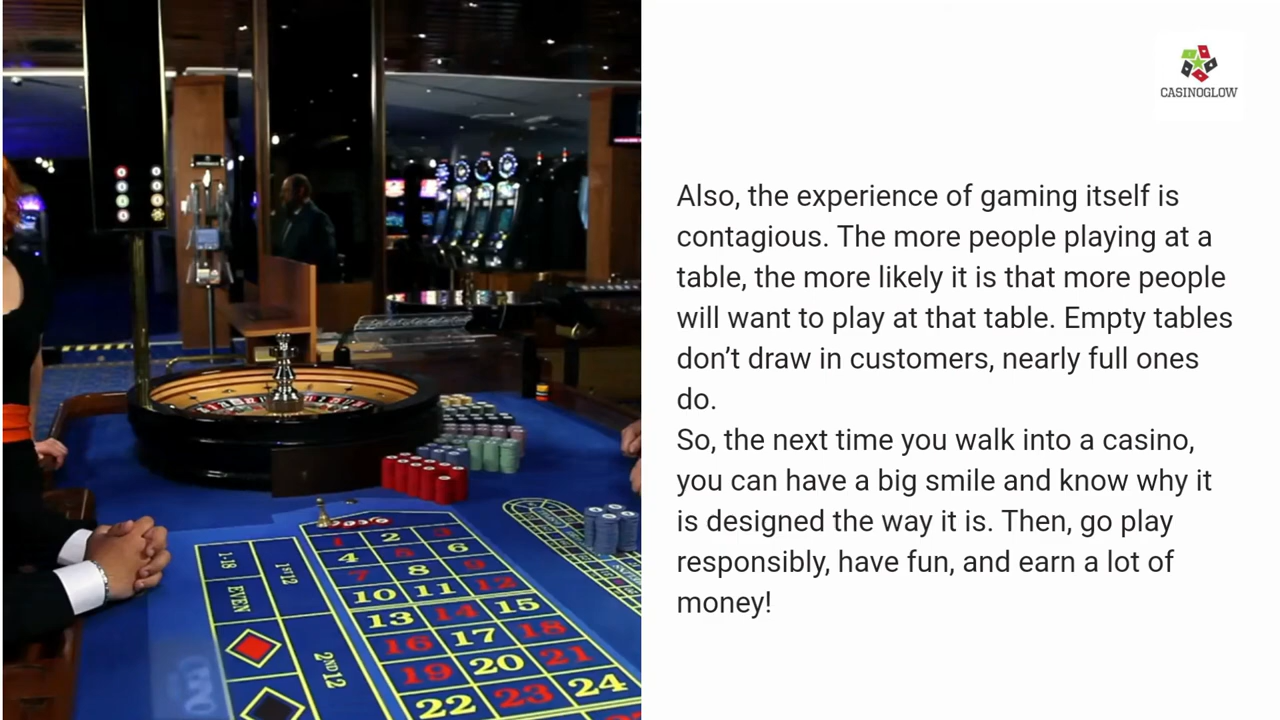 CASINOGLOW
Also, the experience of gaming itself is
contagious. The more people playing at a
table, the more likely it is that more people
will want to play at that table. Empty tables
don’t draw in customers, nearly full ones
do.
So, the next time you walk into a casino,
you can have a big smile and know why it
is designed the way it is. Then, go play
responsibly, have fun, and earn a lot of
money!
1-18
1ST 12
EVEN
2ND 12
1 2 3
4 5 6
7 8 9
10 11 12
13 14 15
16 17 18
19 20 21
22 23 24